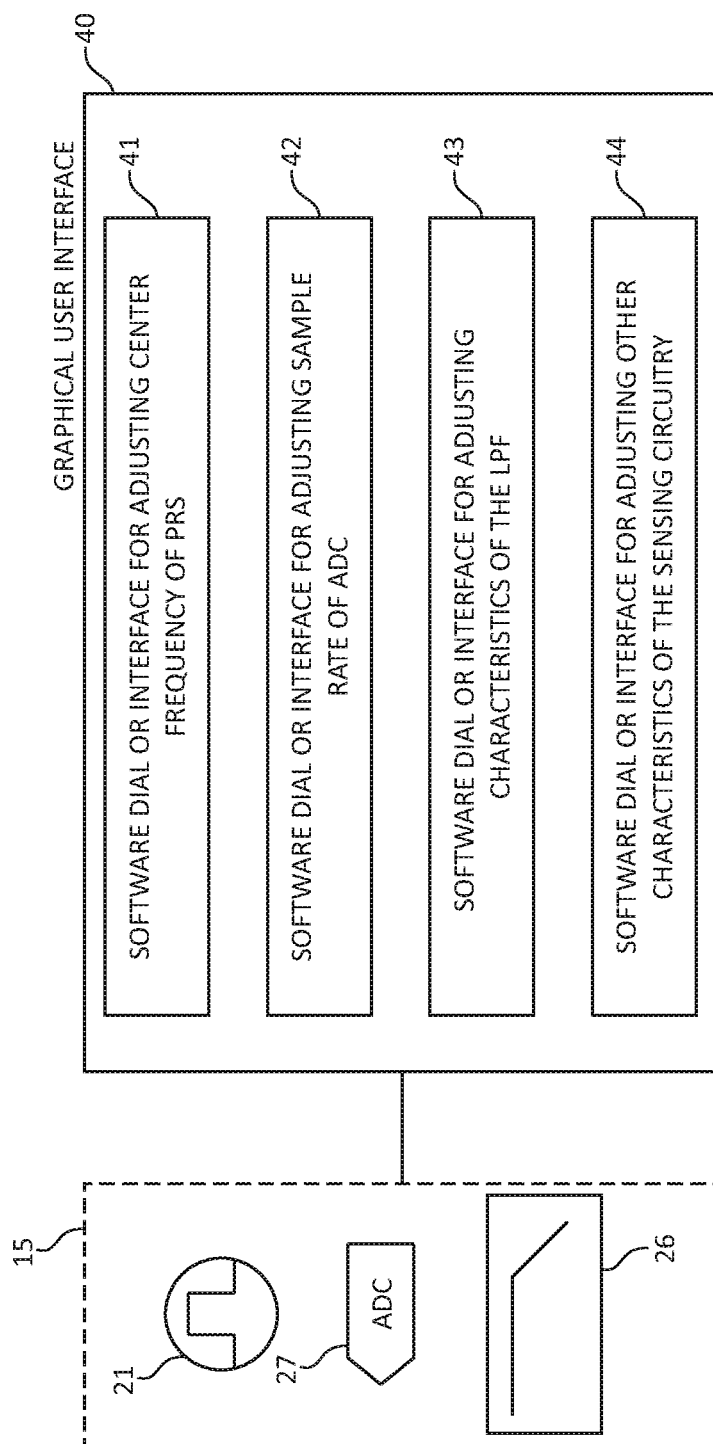 15
21
27
ADC
26
GRAPHICAL USER INTERFACE
40
SOFTWARE DIAL OR INTERFACE FOR ADJUSTING CENTER
FREQUENCY OF PRS
41
SOFTWARE DIAL OR INTERFACE FOR ADJUSTING SAMPLE
RATE OF ADC
42
SOFTWARE DIAL OR INTERFACE FOR ADJUSTING
CHARACTERISTICS OF THE LPF
43
SOFTWARE DIAL OR INTERFACE FOR ADJUSTING OTHER
CHARACTERISTICS OF THE SENSING CIRCUITRY
44